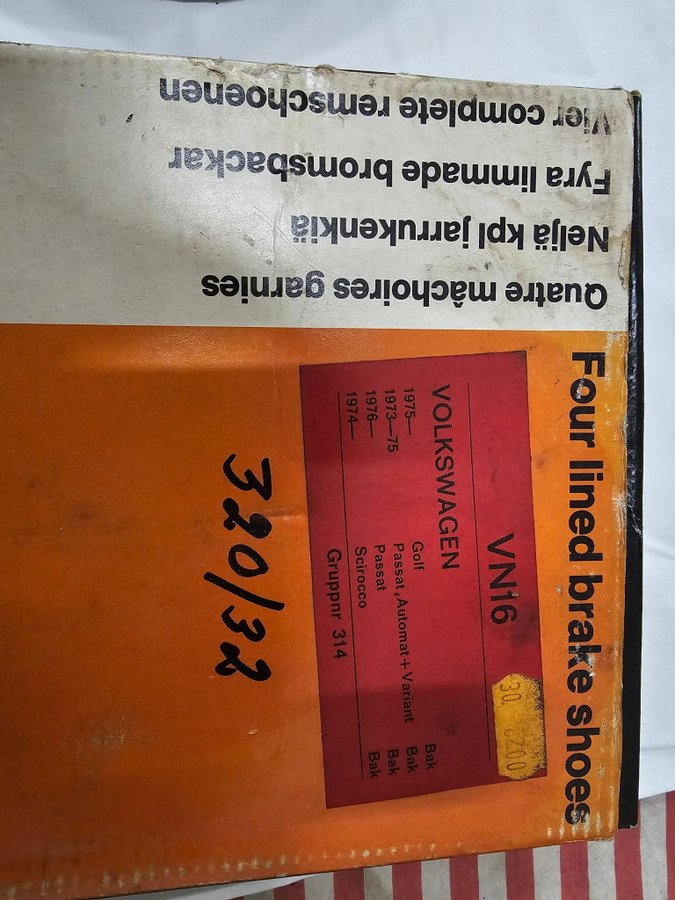 Vier complete remschoenen
Fyra limmade bromsbackar
Neljä kpl jarrukenkiä
Quatre mâchoires garnies
Four lined brake shoes
VN16
VOLKSWAGEN
1975— Golf Bak
1973—75 Passat, Automat + Variant Bak
1976— Passat Bak
1974— Scirocco
Gruppnr 314
320/32